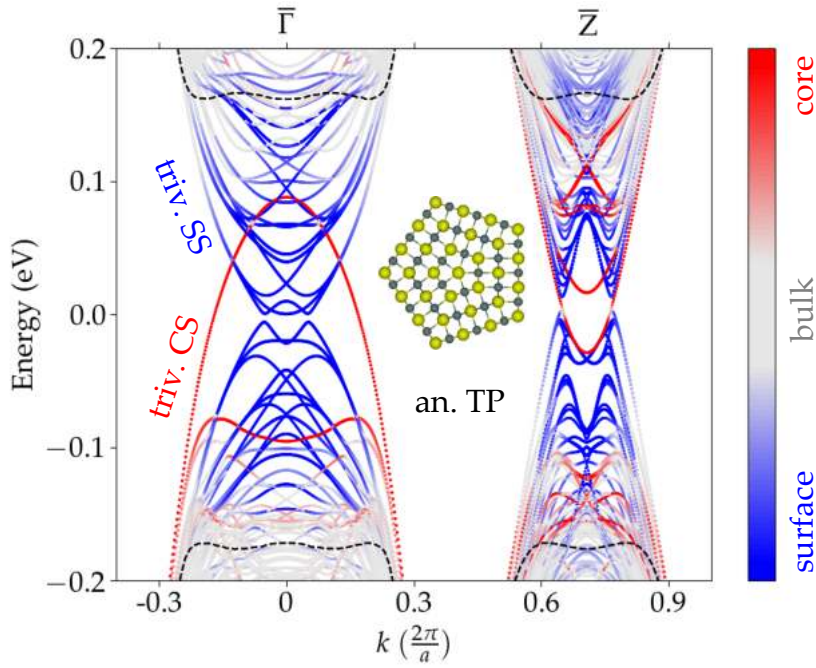 Γ̅ Z̅
0.2
0.1
0.0
−0.1
−0.2
Energy (eV)
triv. SS
triv. CS
an. TP
-0.3 0 0.3 0.6 0.9
k (2π/a)
core
bulk
surface